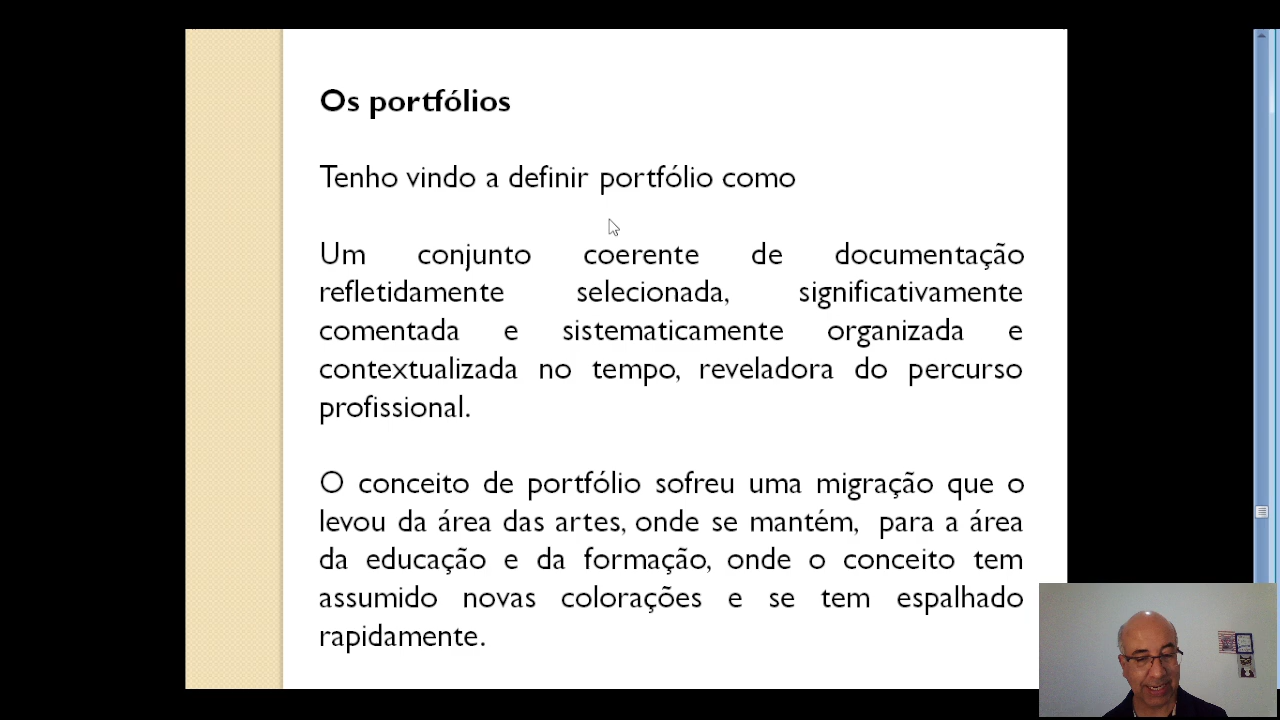 Os portfólios
Tenho vindo a definir portfólio como
Um conjunto coerente de documentação
refletidamente selecionada, significativamente
comentada e sistematicamente organizada e
contextualizada no tempo, reveladora do percurso
profissional.
O conceito de portfólio sofreu uma migração que o
levou da área das artes, onde se mantém, para a área
da educação e da formação, onde o conceito tem
assumido novas colorações e se tem espalhado
rapidamente.